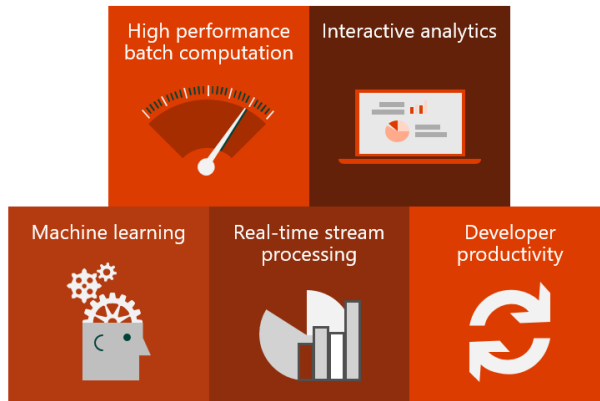 High performance
batch computation
Interactive analytics
Machine learning
Real-time stream
processing
Developer
productivity